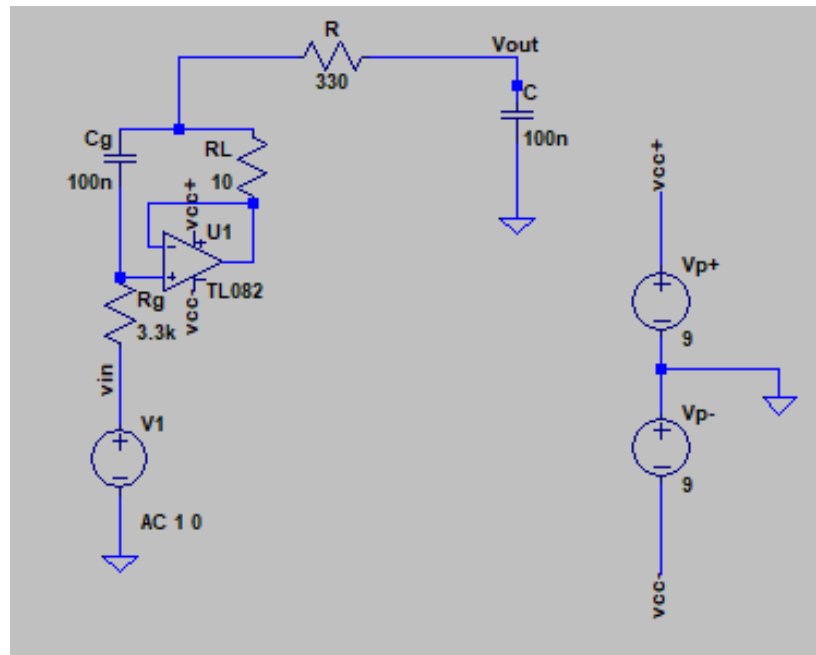 R
330
Vout
C
100n
Cg
100n
RL
10
vcc+
U1
TL082
vcc-
Rg
3.3k
vin
V1
AC 1 0
vcc+
Vp+
9
Vp-
9
vcc-